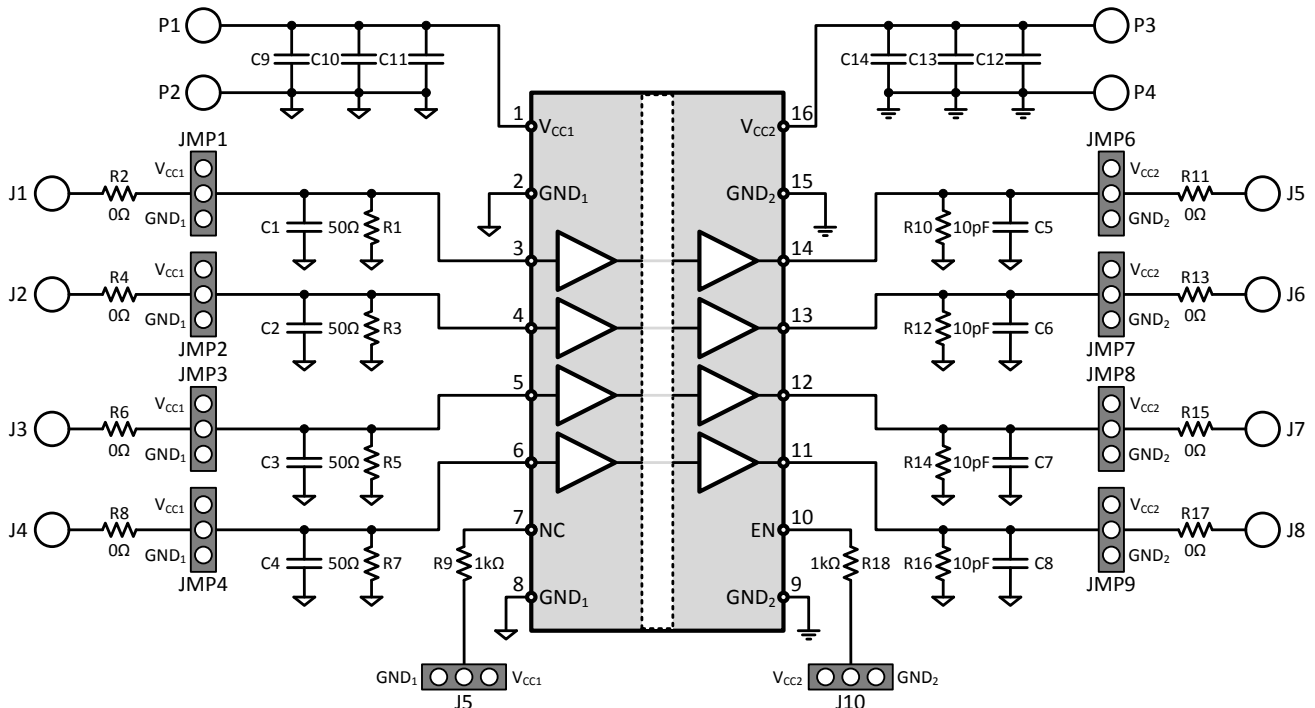 P1
P3
C9
C10
C11
C14
C13
C12
P2
P4
1
16
VCC1
VCC2
JMP1
JMP6
VCC1
VCC2
J1
R2
0Ω
GND1
2
GND1
15
GND2
R11
0Ω
GND2
J5
C1
50Ω
R1
3
14
R10
10pF
C5
J2
R4
0Ω
VCC1
GND1
JMP2
C2
50Ω
R3
4
13
R12
10pF
C6
VCC2
GND2
JMP7
R13
0Ω
J6
JMP3
JMP8
J3
R6
0Ω
VCC1
GND1
5
12
VCC2
GND2
R15
0Ω
J7
C3
50Ω
R5
6
11
R14
10pF
C7
JMP9
J4
R8
0Ω
VCC1
GND1
JMP4
C4
50Ω
R7
7
NC
10
EN
R9
1kΩ
1kΩ
R18
R16
10pF
C8
VCC2
GND2
R17
0Ω
J8
8
GND1
9
GND2
GND1
VCC1
J5
VCC2
GND2
J10